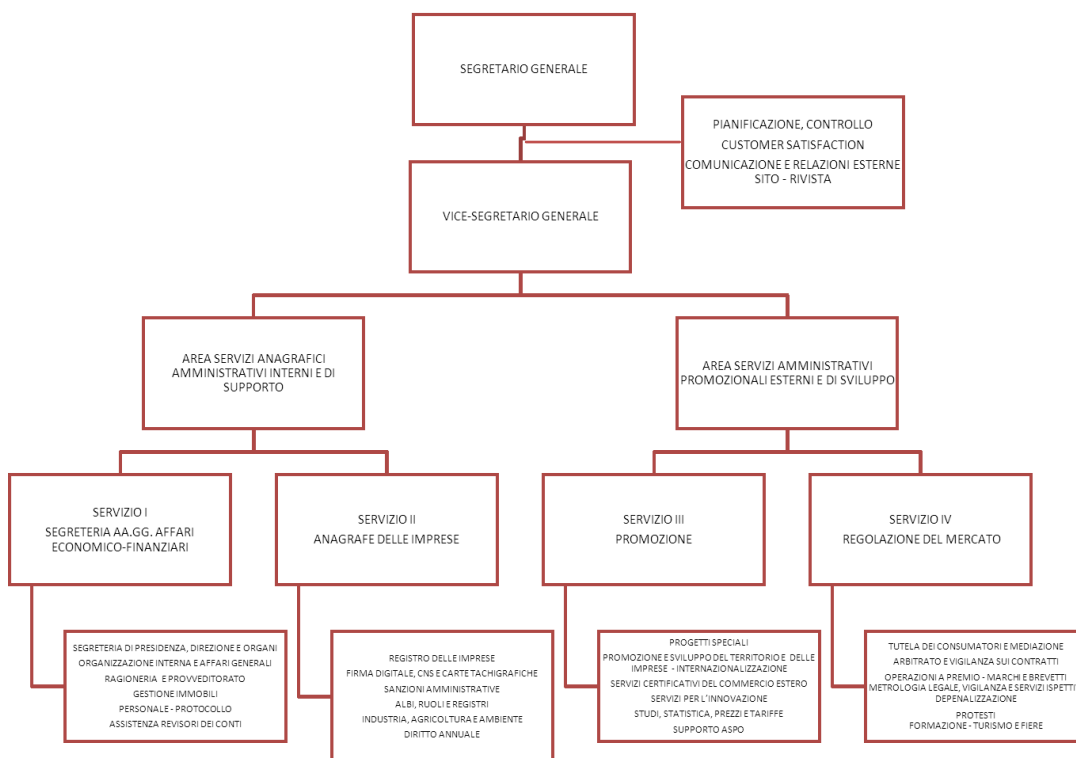 SEGRETARIO GENERALE
PIANIFICAZIONE, CONTROLLO
CUSTOMER SATISFACTION
COMUNICAZIONE E RELAZIONI ESTERNE
SITO - RIVISTA
VICE-SEGRETARIO GENERALE
AREA SERVIZI ANAGRAFICI
AMMINISTRATIVI INTERNI E DI
SUPPORTO
AREA SERVIZI AMMINISTRATIVI
PROMOZIONALI ESTERNI E DI SVILUPPO
SERVIZIO I
SEGRETERIA AA.GG. AFFARI
ECONOMICO-FINANZIARI
SERVIZIO II
ANAGRAFE DELLE IMPRESE
SERVIZIO III
PROMOZIONE
SERVIZIO IV
REGOLAZIONE DEL MERCATO
SEGRETERIA DI PRESIDENZA, DIREZIONE E ORGANI
ORGANIZZAZIONE INTERNA E AFFARI GENERALI
RAGIONERIA E PROVVEDITORATO
GESTIONE IMMOBILI
PERSONALE - PROTOCOLLO
ASSISTENZA REVISORI DEI CONTI
REGISTRO DELLE IMPRESE
FIRMA DIGITALE, CNS E CARTE TACHIGRAFICHE
SANZIONI AMMINISTRATIVE
ALBI, RUOLI E REGISTRI
INDUSTRIA, AGRICOLTURA E AMBIENTE
DIRITTO ANNUALE
PROGETTI SPECIALI
PROMOZIONE E SVILUPPO DEL TERRITORIO E DELLE
IMPRESE - INTERNAZIONALIZZAZIONE
SERVIZI CERTIFICATIVI DEL COMMERCIO ESTERO
SERVIZI PER L'INNOVAZIONE
STUDI, STATISTICA, PREZZI E TARIFFE
SUPPORTO ASPO
TUTELA DEI CONSUMATORI E MEDIAZIONE
ARBITRATO E VIGILANZA SUI CONTRATTI
OPERAZIONI A PREMIO - MARCHI E BREVETTI
METROLOGIA LEGALE, VIGILANZA E SERVIZI ISPETTI
DEPENALIZZAZIONE
PROTESTI
FORMAZIONE - TURISMO E FIERE